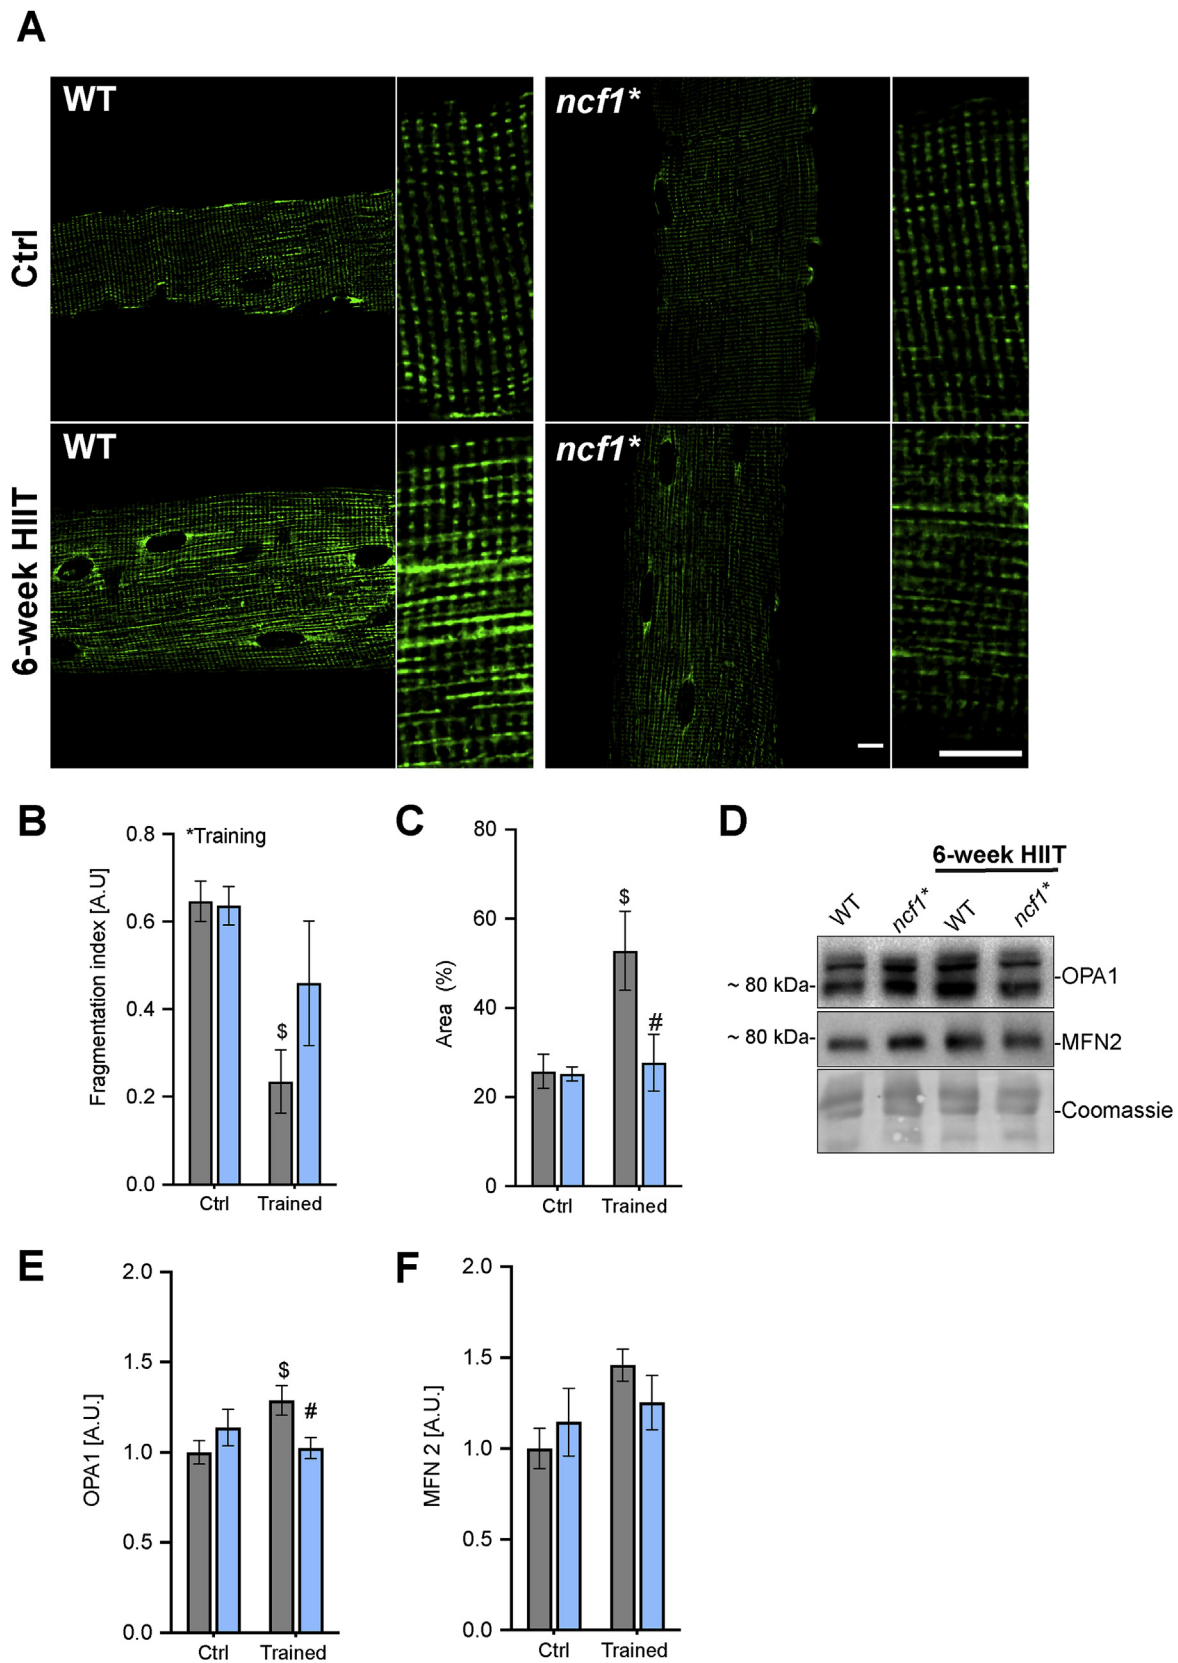 A
WT
ncf1*
Ctrl
WT
ncf1*
6-week HIIT
B
*Training
Fragmentation index [A.U]
0.8
0.6
0.4
0.2
0.0
$
Ctrl
Trained
C
Area (%)
80
60
40
20
0
$
#
Ctrl
Trained
D
6-week HIIT
WT
ncf1*
WT
ncf1*
~ 80 kDa-
-OPA1
~ 80 kDa-
-MFN2
-Coomassie
E
OPA1 [A.U.]
2.0
1.5
1.0
0.5
0.0
$
#
Ctrl
Trained
F
MFN 2 [A.U.]
2.0
1.5
1.0
0.5
0.0
Ctrl
Trained